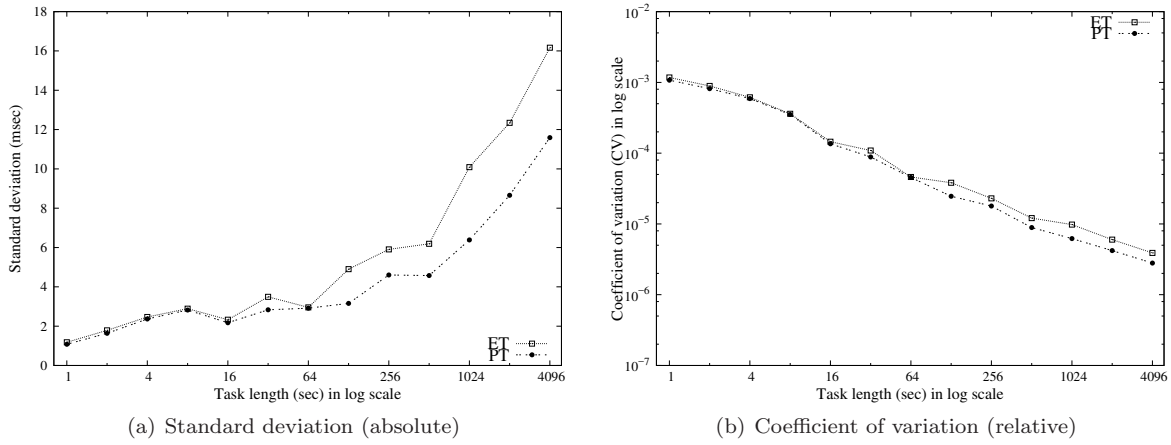 18
16
14
12
10
8
6
4
2
0
Standard deviation (msec)
ET
PT
1 4 16 64 256 1024 4096
Task length (sec) in log scale
(a) Standard deviation (absolute)
10⁻²
10⁻³
10⁻⁴
10⁻⁵
10⁻⁶
10⁻⁷
Coefficient of variation (CV) in log scale
ET
PT
1 4 16 64 256 1024 4096
Task length (sec) in log scale
(b) Coefficient of variation (relative)